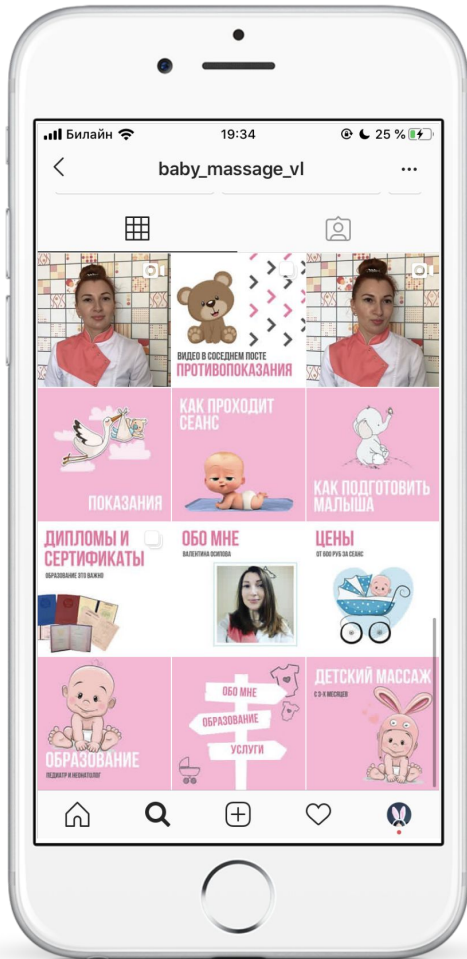 Билайн
19:34
25 %
baby_massage_vl
ВИДЕО В СОСЕДНЕМ ПОСТЕ
ПРОТИВОПОКАЗАНИЯ
ПОКАЗАНИЯ
КАК ПРОХОДИТ
СЕАНС
КАК ПОДГОТОВИТЬ
МАЛЫША
ДИПЛОМЫ И
СЕРТИФИКАТЫ
ОБРАЗОВАНИЕ ЭТО ВАЖНО
ОБО МНЕ
ВАЛЕНТИНА ОСИПОВА
ЦЕНЫ
ОТ 600 РУБ ЗА СЕАНС
ОБРАЗОВАНИЕ
ПЕДИАТР И НЕОНАТОЛОГ
ОБО МНЕ
ОБРАЗОВАНИЕ
УСЛУГИ
ДЕТСКИЙ МАССАЖ
С 3-Х МЕСЯЦЕВ